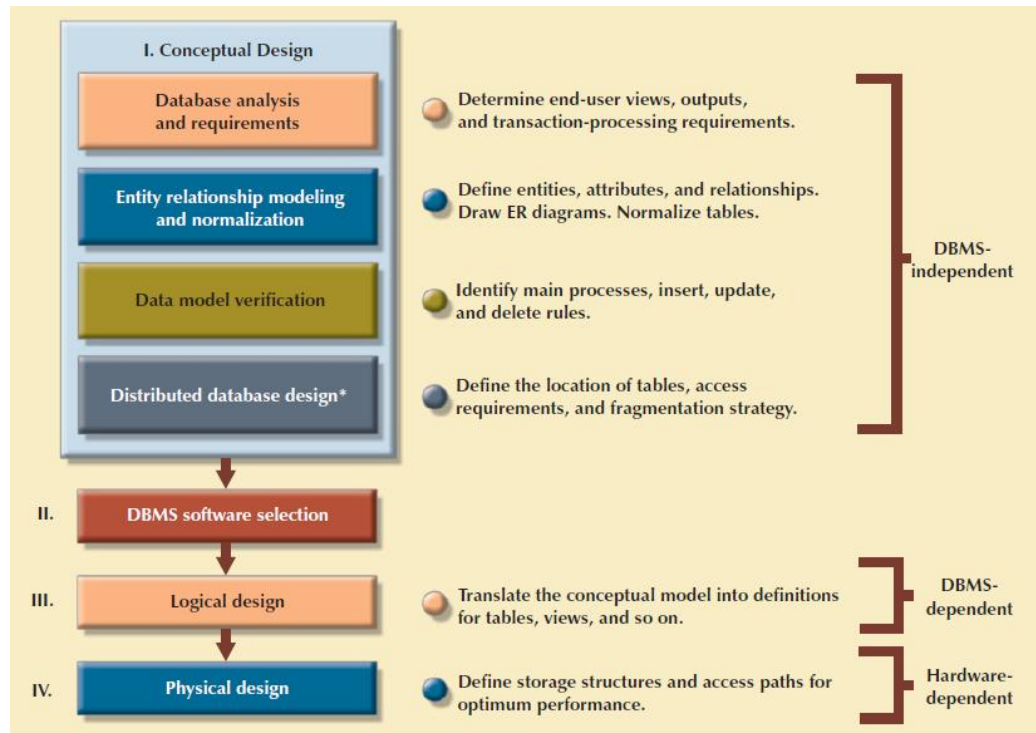 I. Conceptual Design
Database analysis
and requirements
Determine end-user views, outputs,
and transaction-processing requirements.
Entity relationship modeling
and normalization
Define entities, attributes, and relationships.
Draw ER diagrams. Normalize tables.
DBMS-
independent
Data model verification
Identify main processes, insert, update,
and delete rules.
Distributed database design*
Define the location of tables, access
requirements, and fragmentation strategy.
II.
DBMS software selection
III.
Logical design
Translate the conceptual model into definitions
for tables, views, and so on.
DBMS-
dependent
IV.
Physical design
Define storage structures and access paths for
optimum performance.
Hardware-
dependent